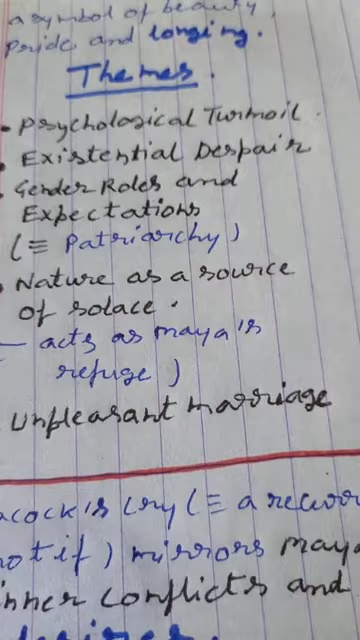 a symbol of beauty,
pride and longing.
Themes.
• Psychological Turmoil
• Existential Despair
• Gender Roles and
Expectations
(= Patriarchy)
• Nature as a source
of solace.
— acts as maya's
refuge)
Unpleasant marriage
acock's cry (= a recurr
otif) mirrors maya
inner conflicts and